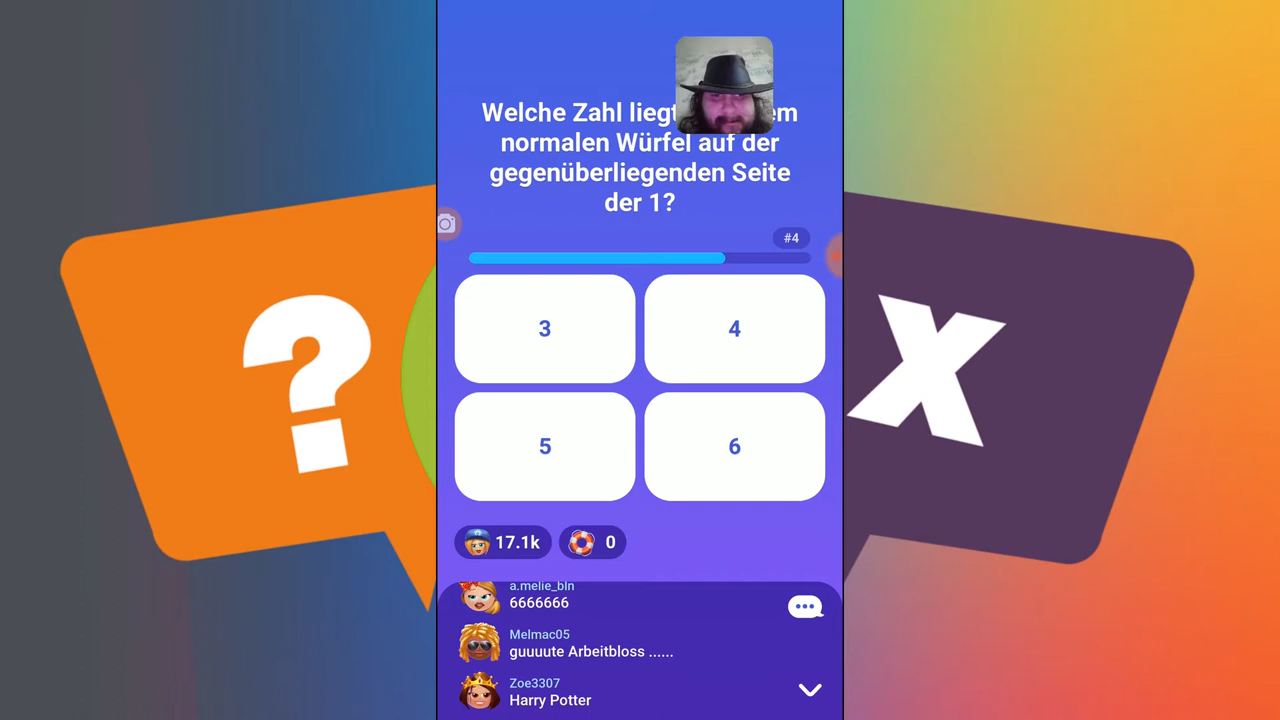 Welche Zahl liegt em
normalen Würfel auf der
gegenüberliegenden Seite
der 1?
#4
3
4
5
6
17.1k
0
a.melie_bln
6666666
Melmac05
guuuute Arbeitbloss ......
Zoe3307
Harry Potter
?
X